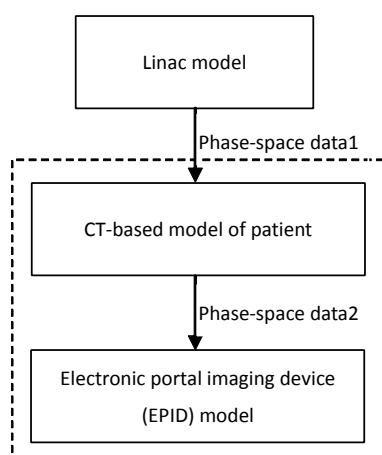 Linac model
Phase-space data1
CT-based model of patient
Phase-space data2
Electronic portal imaging device
(EPID) model